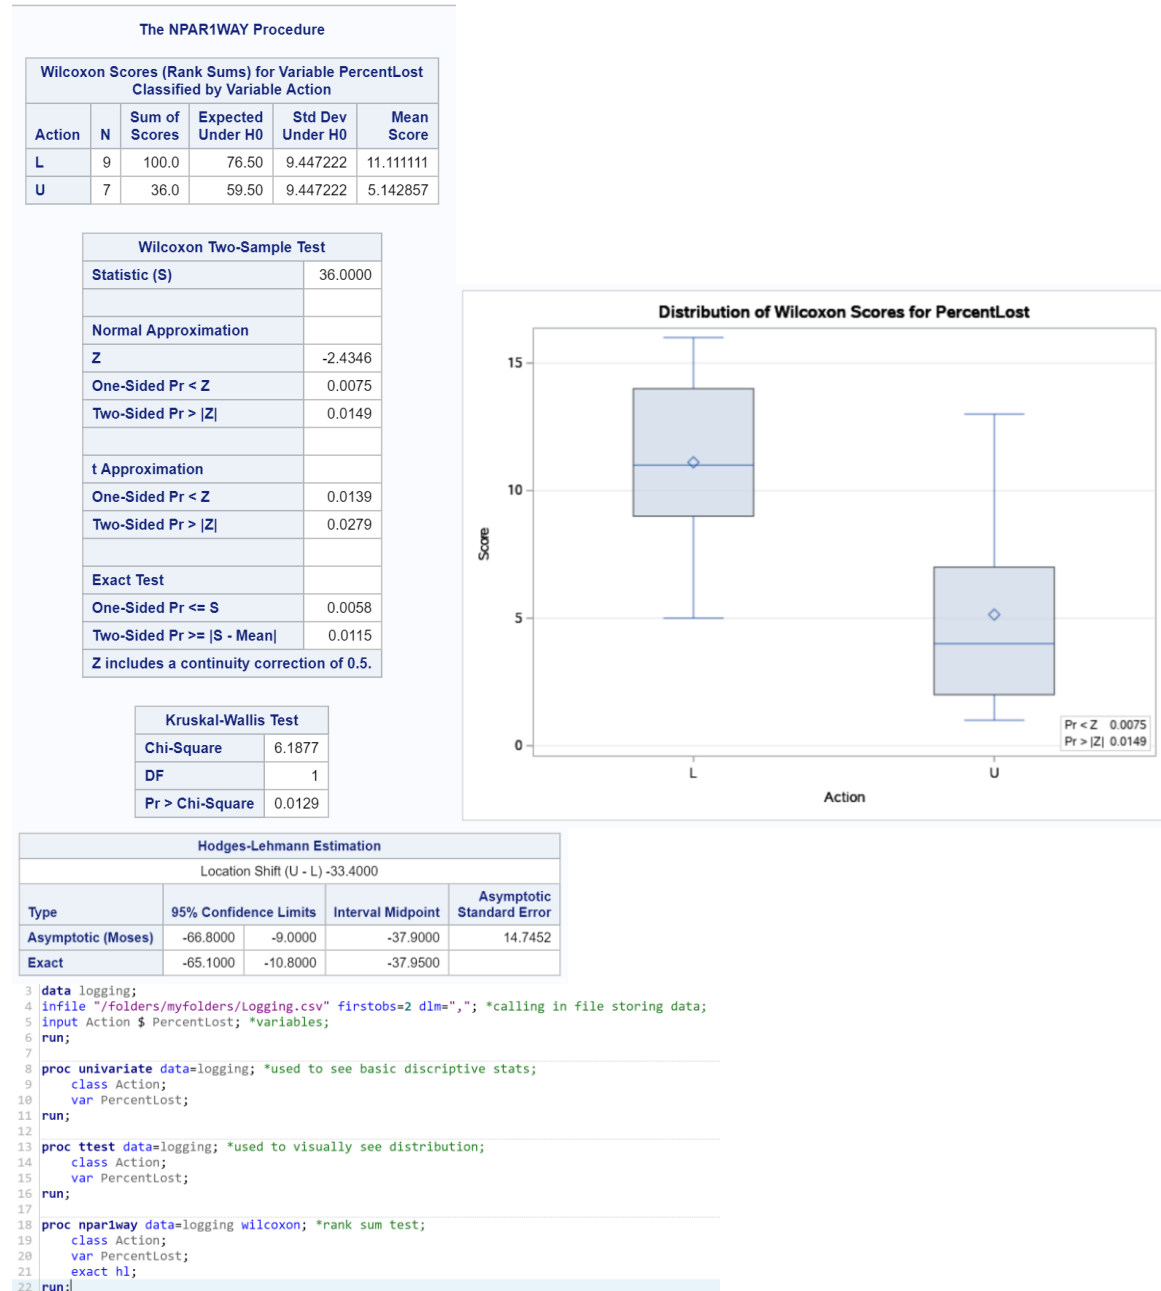 The NPAR1WAY Procedure
Wilcoxon Scores (Rank Sums) for Variable PercentLost
Classified by Variable Action
Action N Sum of Scores Expected Under H0 Std Dev Under H0 Mean Score
L 9 100.0 76.50 9.447222 11.111111
U 7 36.0 59.50 9.447222 5.142857
Wilcoxon Two-Sample Test
Statistic (S) 36.0000
Normal Approximation
Z -2.4346
One-Sided Pr < Z 0.0075
Two-Sided Pr > |Z| 0.0149
t Approximation
One-Sided Pr < Z 0.0139
Two-Sided Pr > |Z| 0.0279
Exact Test
One-Sided Pr <= S 0.0058
Two-Sided Pr >= |S - Mean| 0.0115
Z includes a continuity correction of 0.5.
Kruskal-Wallis Test
Chi-Square 6.1877
DF 1
Pr > Chi-Square 0.0129
Distribution of Wilcoxon Scores for PercentLost
15
10
5
0
Score
L U
Action
Pr < Z 0.0075
Pr > |Z| 0.0149
Hodges-Lehmann Estimation
Location Shift (U - L) -33.4000
Type 95% Confidence Limits Interval Midpoint Asymptotic Standard Error
Asymptotic (Moses) -66.8000 -9.0000 -37.9000 14.7452
Exact -65.1000 -10.8000 -37.9500
3 data logging;
4 infile "/folders/myfolders/Logging.csv" firstobs=2 dlm=","; *calling in file storing data;
5 input Action $ PercentLost; *variables;
6 run;
7
8 proc univariate data=logging; *used to see basic discriptive stats;
9 class Action;
10 var PercentLost;
11 run;
12
13 proc ttest data=logging; *used to visually see distribution;
14 class Action;
15 var PercentLost;
16 run;
17
18 proc npar1way data=logging wilcoxon; *rank sum test;
19 class Action;
20 var PercentLost;
21 exact hl;
22 run;